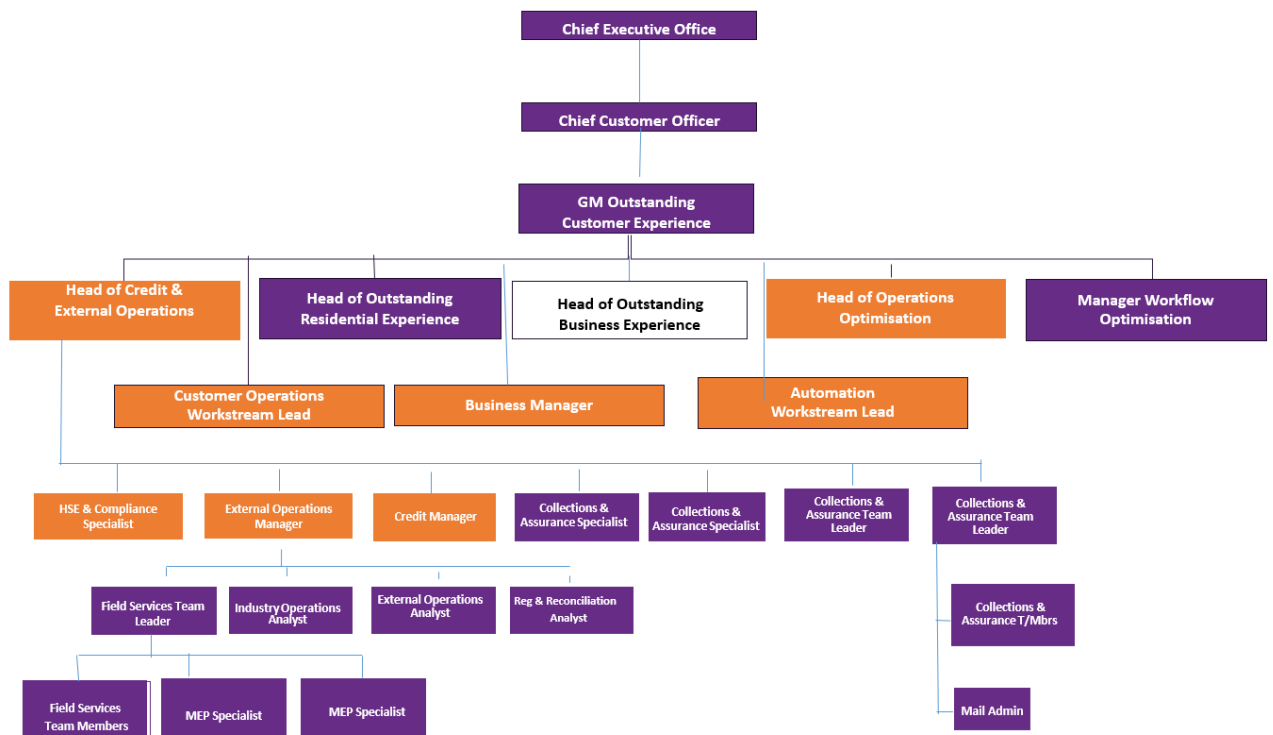 Chief Executive Office
Chief Customer Officer
GM Outstanding
Customer Experience
Head of Credit &
External Operations
Head of Outstanding
Residential Experience
Head of Outstanding
Business Experience
Head of Operations
Optimisation
Manager Workflow
Optimisation
Customer Operations
Workstream Lead
Business Manager
Automation
Workstream Lead
HSE & Compliance
Specialist
External Operations
Manager
Credit Manager
Collections &
Assurance Specialist
Collections &
Assurance Specialist
Collections &
Assurance Team
Leader
Collections &
Assurance Team
Leader
Field Services Team
Leader
Industry Operations
Analyst
External Operations
Analyst
Reg & Reconciliation
Analyst
Collections &
Assurance T/Mbrs
Field Services
Team Members
MEP Specialist
MEP Specialist
Mail Admin